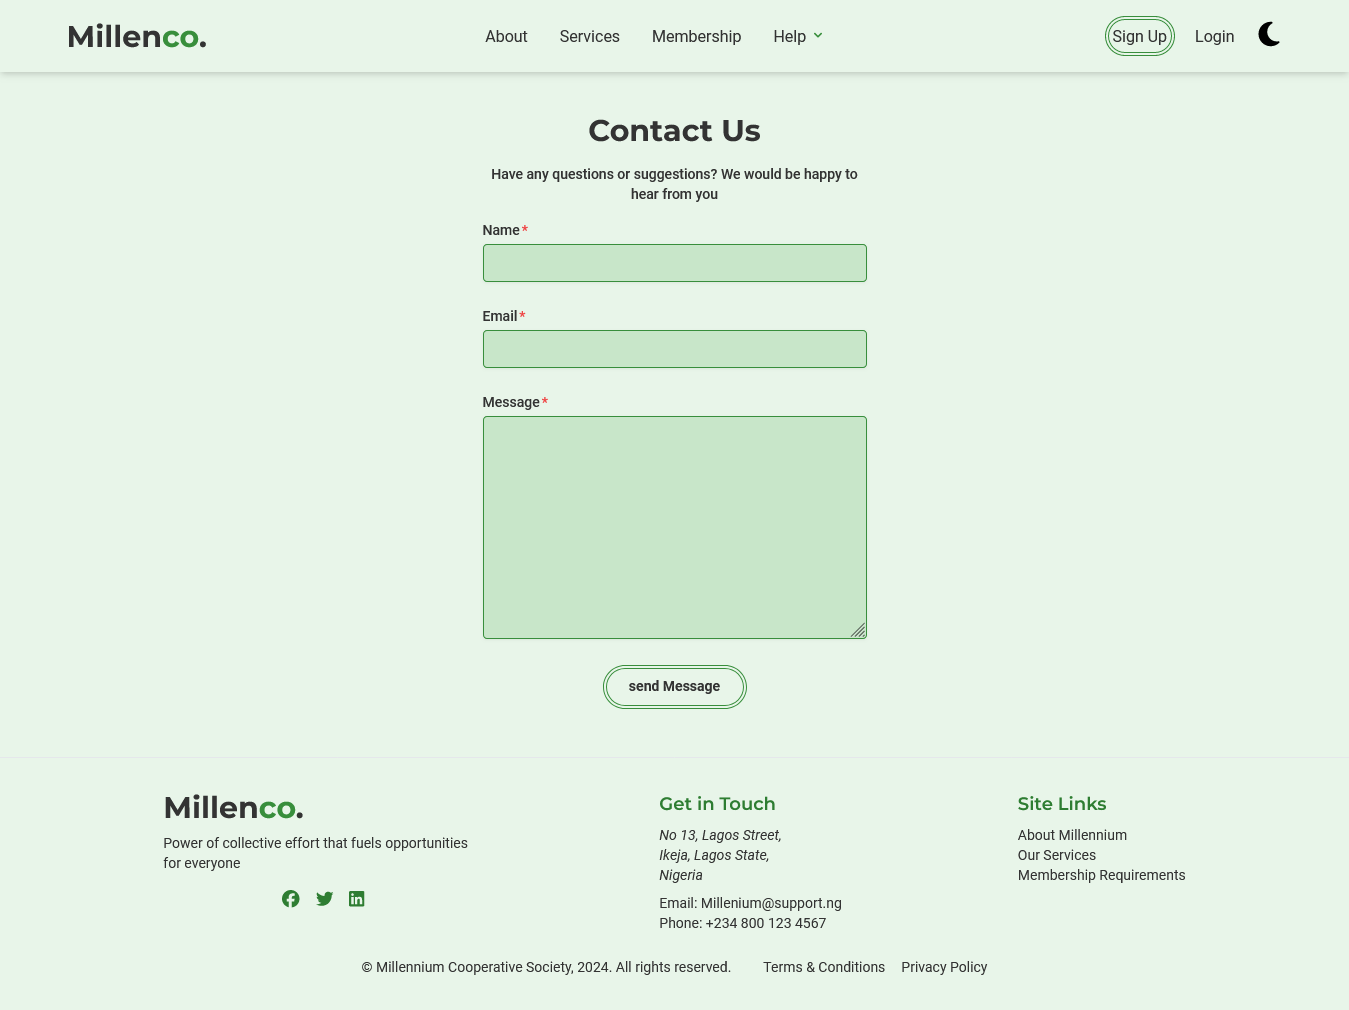 Millenco.
About
Services
Membership
Help
Sign Up
Login
Contact Us
Have any questions or suggestions? We would be happy to
hear from you
Name*
Email*
Message*
send Message
Millenco.
Power of collective effort that fuels opportunities
for everyone
Get in Touch
No 13, Lagos Street,
Ikeja, Lagos State,
Nigeria
Email: Millenium@support.ng
Phone: +234 800 123 4567
Site Links
About Millennium
Our Services
Membership Requirements
© Millennium Cooperative Society, 2024. All rights reserved.
Terms & Conditions
Privacy Policy